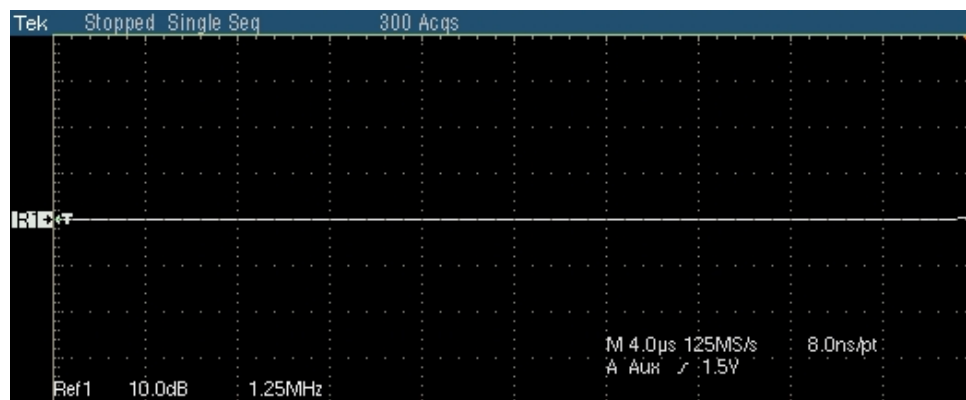 Tek Stopped Single Seq 300 Acqs
R1
M 4.0µs 125MS/s 8.0ns/pt
A Aux 1.5V
Ref1 10.0dB 1.25MHz